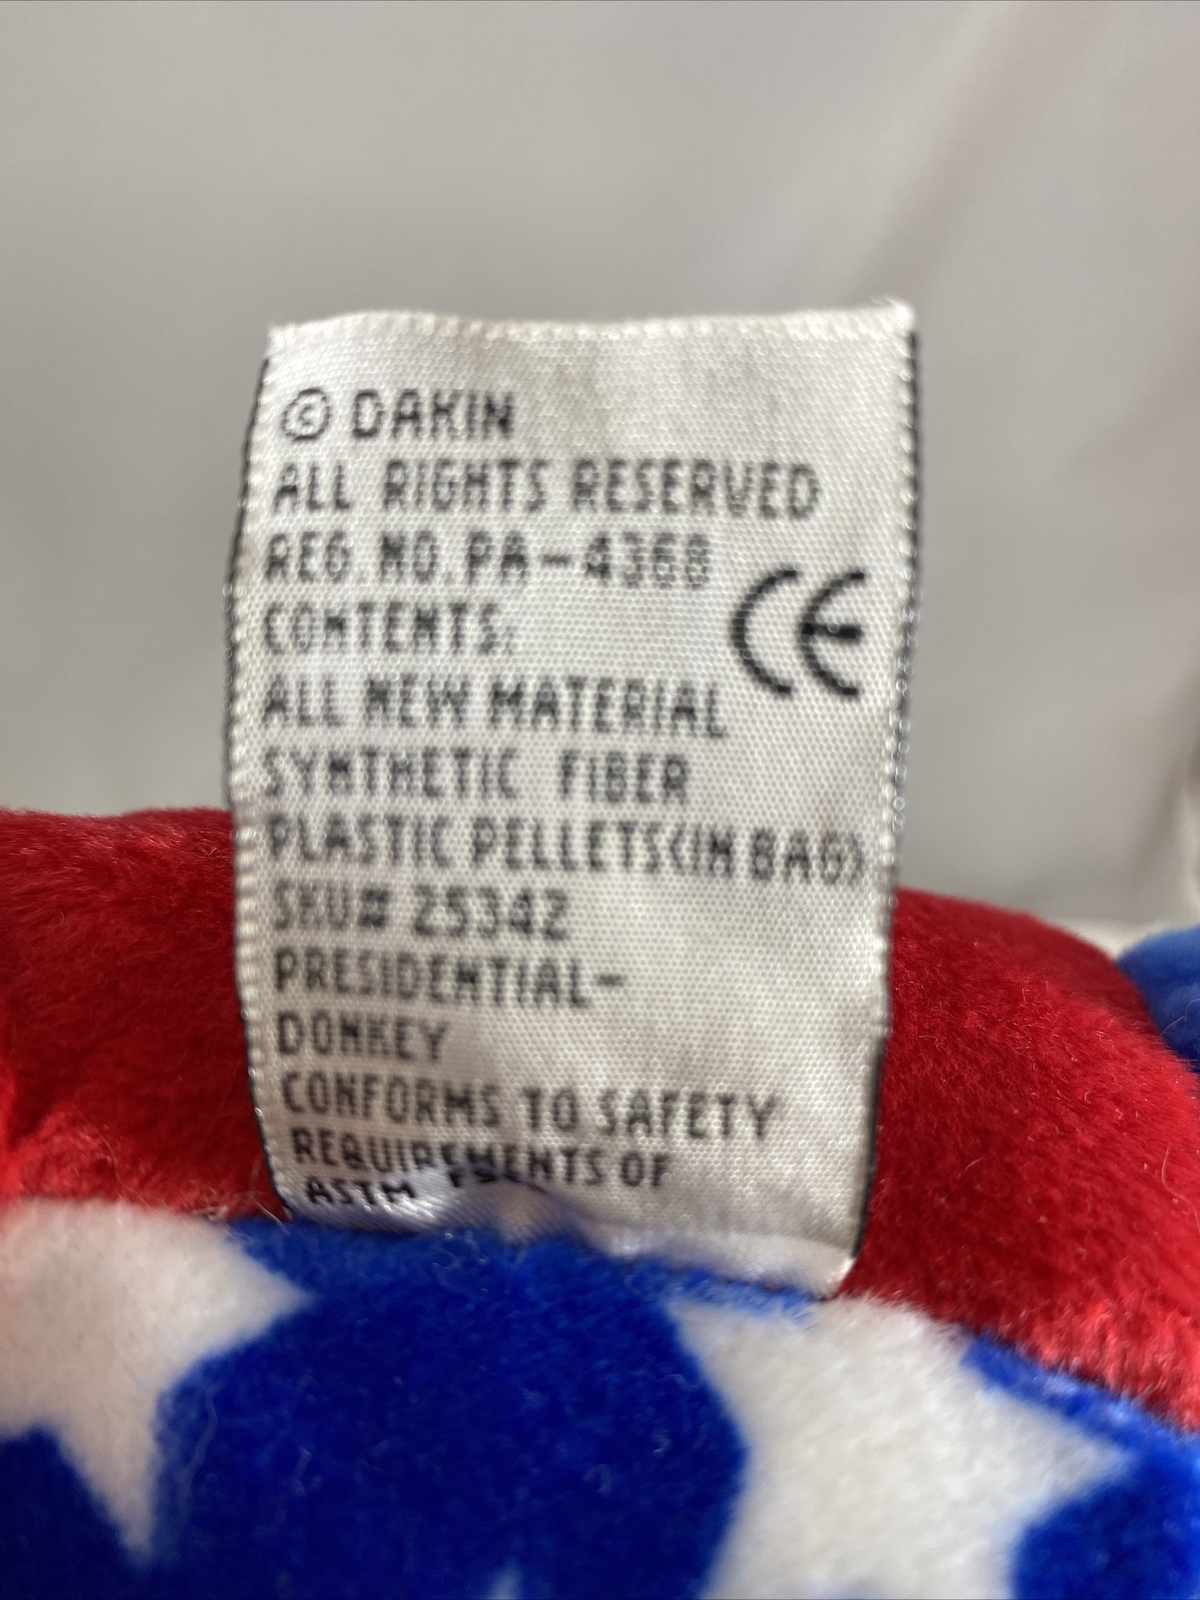 © DAKIN
ALL RIGHTS RESERVED
REG. NO. PA-4368
CE
CONTENTS:
ALL NEW MATERIAL
SYNTHETIC FIBER
PLASTIC PELLETS(IN BAG)
SKU# 25342
PRESIDENTIAL-
DONKEY
CONFORMS TO SAFETY
REQUIREMENTS OF
ASTM